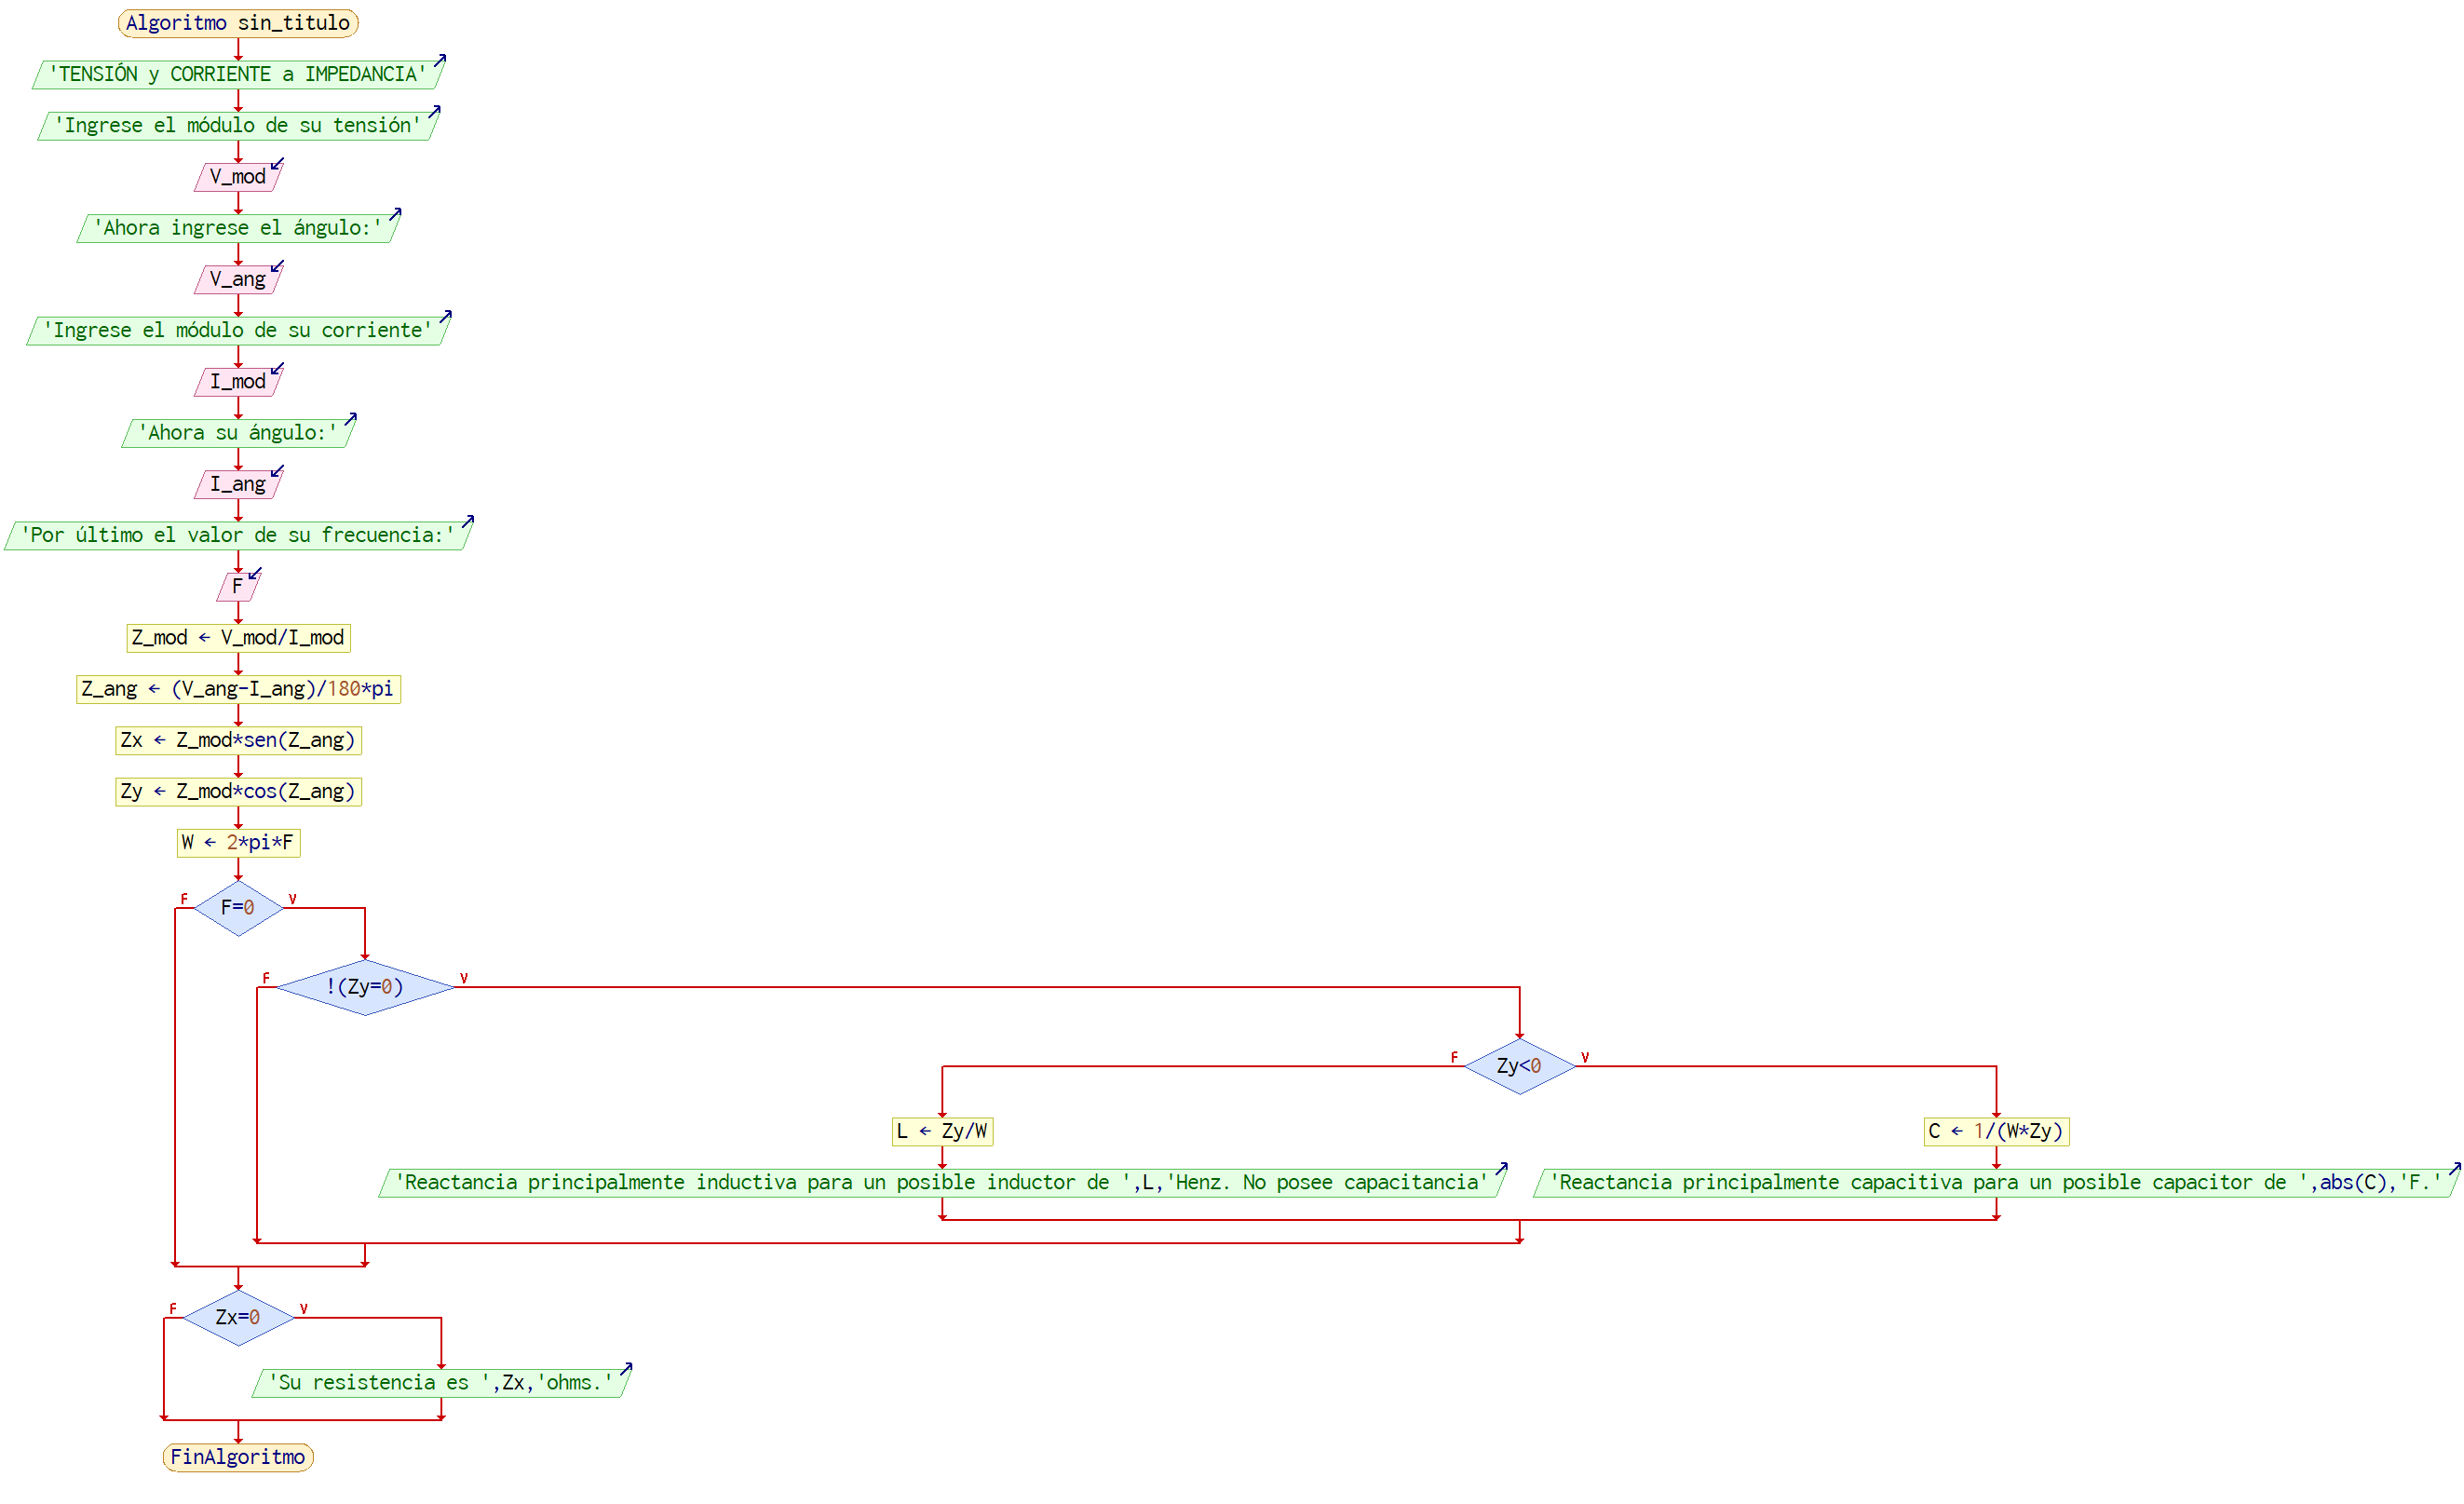 Algoritmo sin_titulo
'TENSIÓN y CORRIENTE a IMPEDANCIA'
'Ingrese el módulo de su tensión'
V_mod
'Ahora ingrese el ángulo:'
V_ang
'Ingrese el módulo de su corriente'
I_mod
'Ahora su ángulo:'
I_ang
'Por último el valor de su frecuencia:'
F
Z_mod ← V_mod/I_mod
Z_ang ← (V_ang-I_ang)/180*pi
Zx ← Z_mod*sen(Z_ang)
Zy ← Z_mod*cos(Z_ang)
W ← 2*pi*F
F V
F=0
F V
!(Zy=0)
F V
Zy<0
L ← Zy/W
C ← 1/(W*Zy)
'Reactancia principalmente inductiva para un posible inductor de ',L,'Henz. No posee capacitancia'
'Reactancia principalmente capacitiva para un posible capacitor de ',abs(C),'F.'
F V
Zx=0
'Su resistencia es ',Zx,'ohms.'
FinAlgoritmo